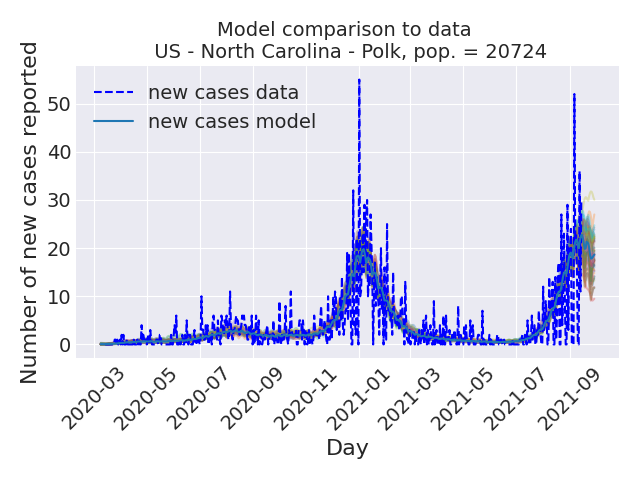 Model comparison to data
US - North Carolina - Polk, pop. = 20724
new cases data
new cases model
Number of new cases reported
50
40
30
20
10
0
2020-03
2020-05
2020-07
2020-09
2020-11
2021-01
2021-03
2021-05
2021-07
2021-09
Day